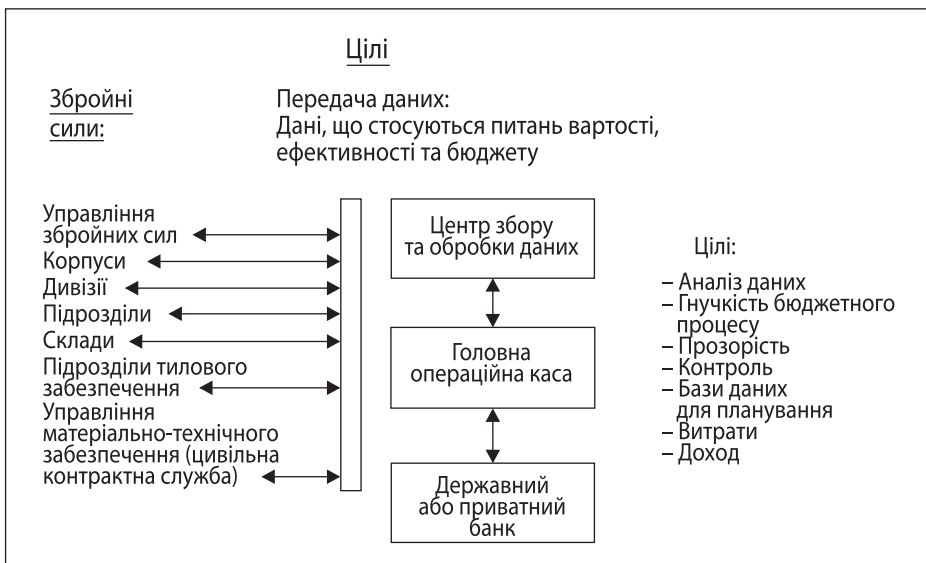 Цілі
Збройні
сили:
Передача даних:
Дані, що стосуються питань вартості,
ефективності та бюджету
Управління
збройних сил
Корпуси
Дивізії
Підрозділи
Склади
Підрозділи тилового
забезпечення
Управління
матеріально-технічного
забезпечення (цивільна
контрактна служба)
Центр збору
та обробки даних
Головна
операційна каса
Державний
або приватний
банк
Цілі:
– Аналіз даних
– Гнучкість бюджетного
процесу
– Прозорість
– Контроль
– Бази даних
для планування
– Витрати
– Доход